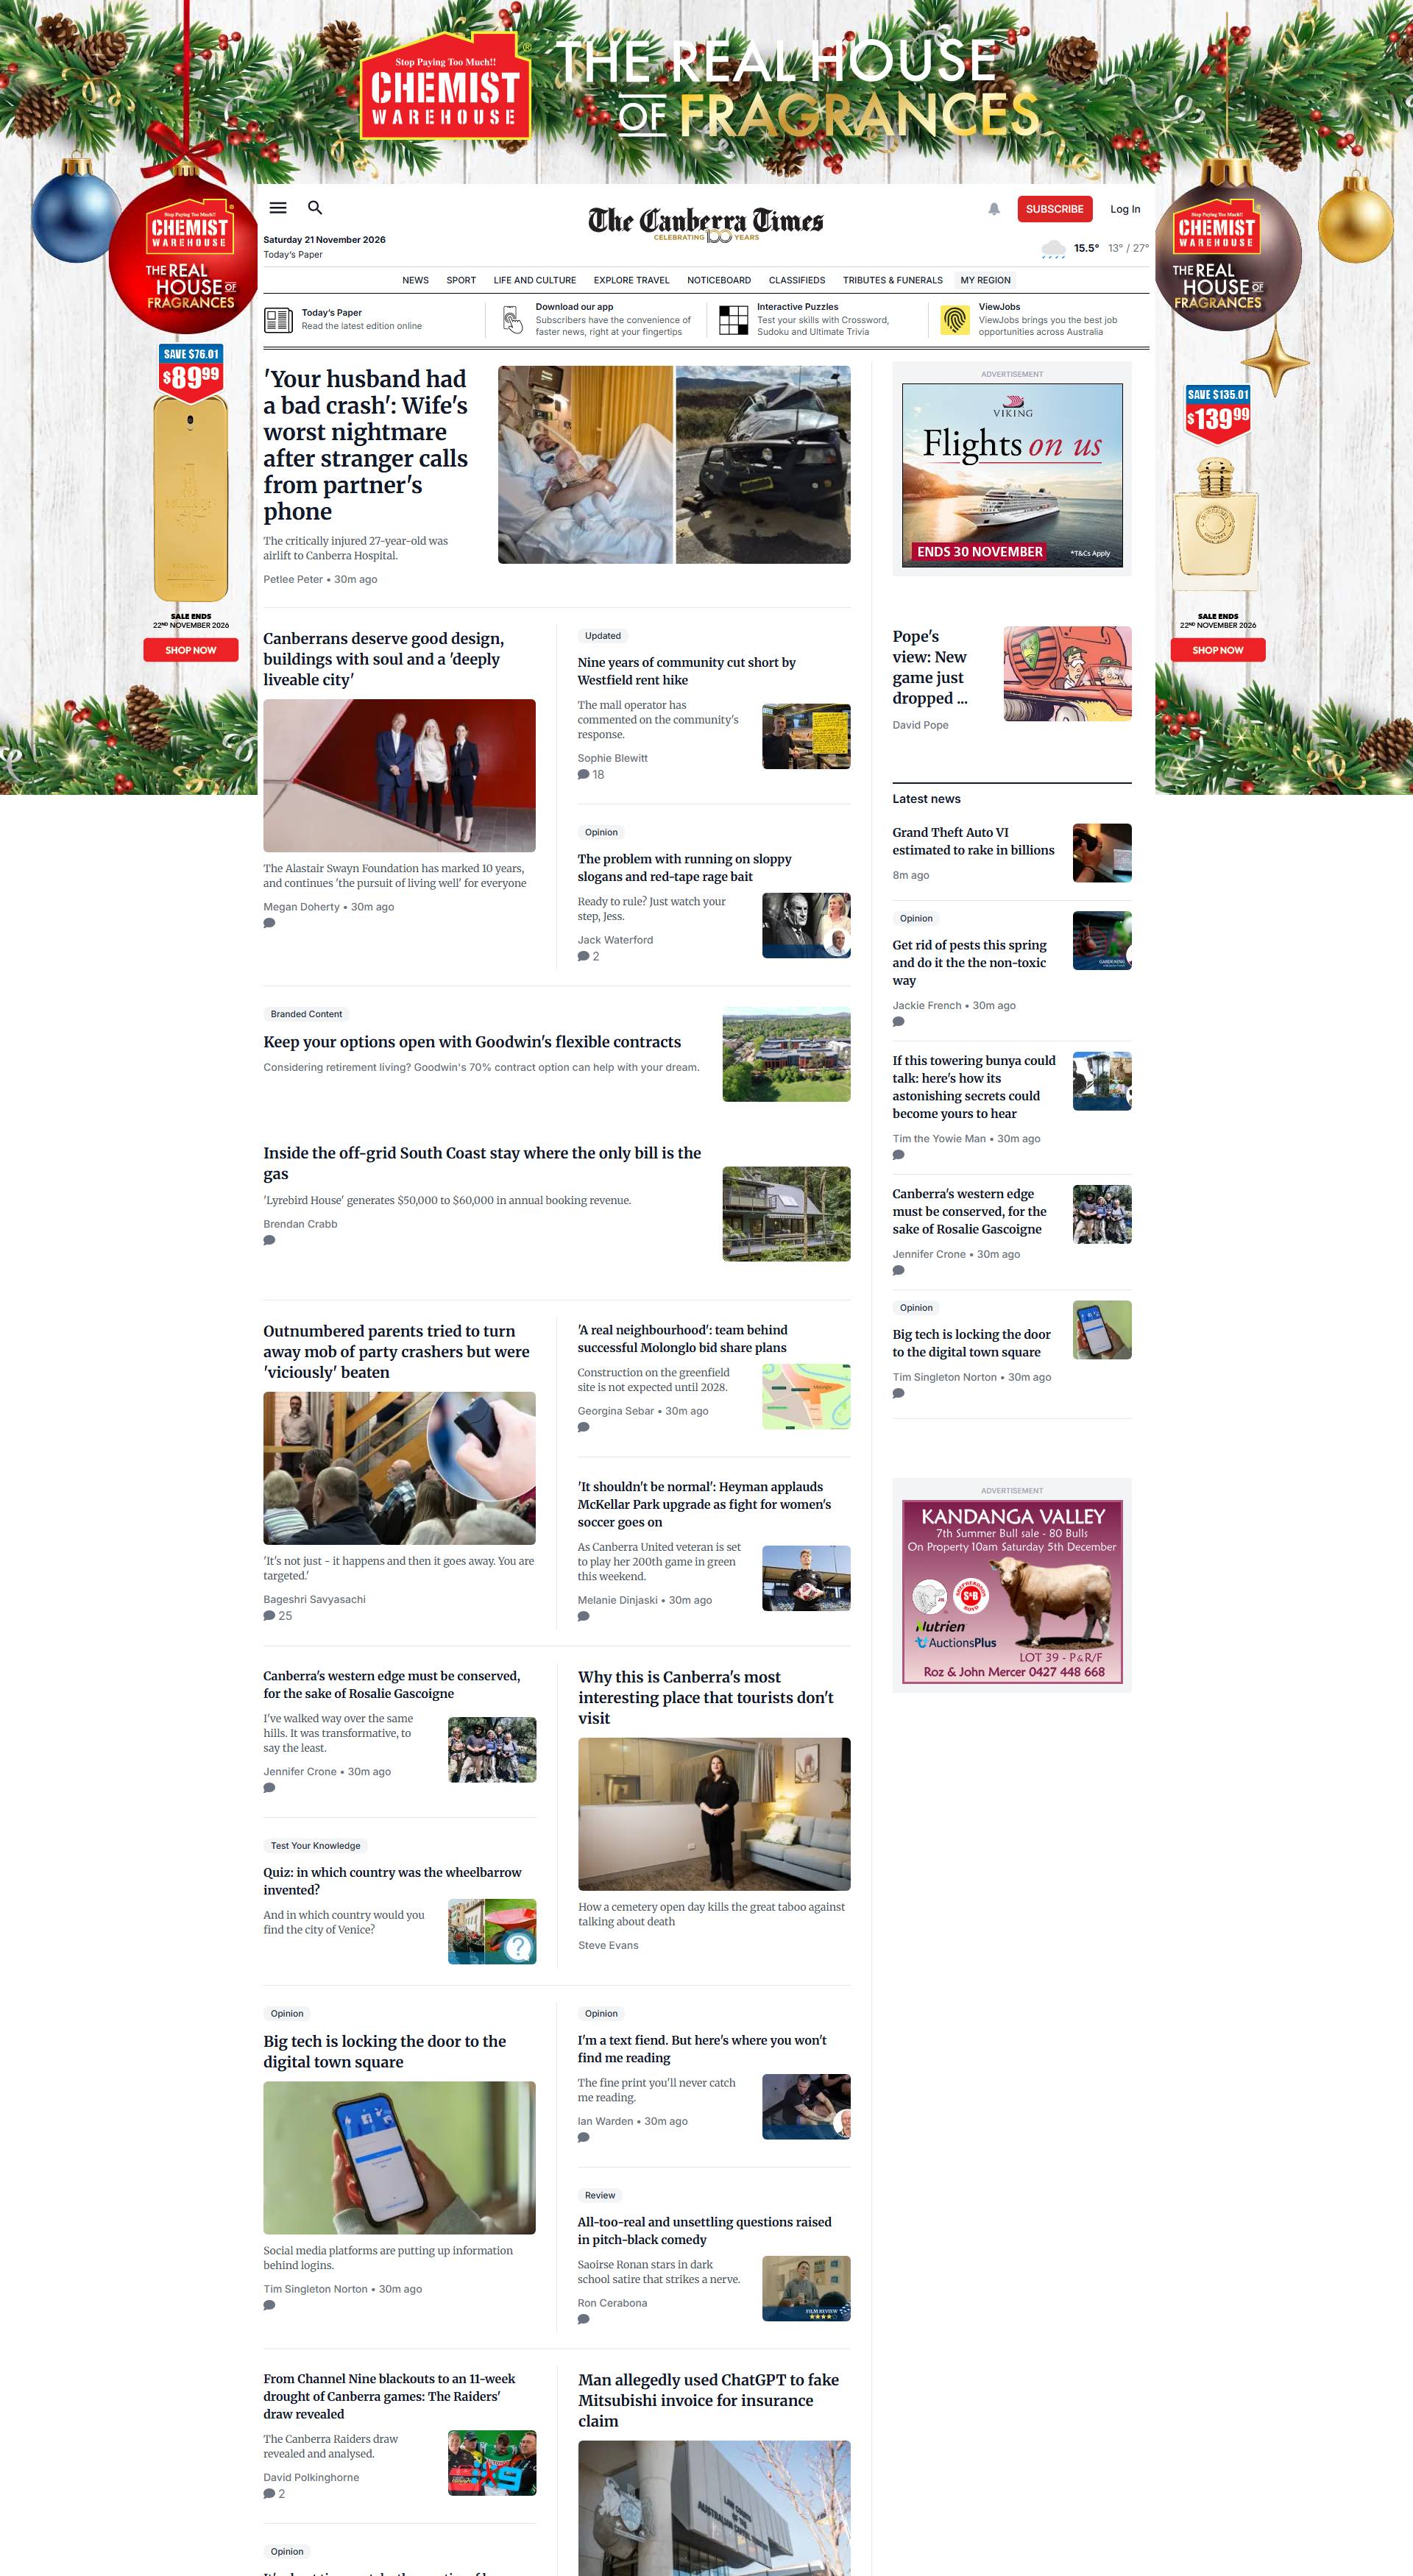 Stop Paying Too Much!!
CHEMIST
WAREHOUSE
THE REAL HOUSE
OF FRAGRANCES
Stop Paying Too Much!!
CHEMIST
WAREHOUSE
THE REAL
HOUSE OF
FRAGRANCES
SAVE $76.01
$89.99
SALE ENDS
22ND NOVEMBER 2026
SHOP NOW
Stop Paying Too Much!!
CHEMIST
WAREHOUSE
THE REAL
HOUSE OF
FRAGRANCES
SAVE $135.01
$139.99
SALE ENDS
22ND NOVEMBER 2026
SHOP NOW
The Canberra Times
CELEBRATING 100 YEARS
SUBSCRIBE
Log In
Saturday 21 November 2026
Today's Paper
15.5° 13° / 27°
NEWS SPORT LIFE AND CULTURE EXPLORE TRAVEL NOTICEBOARD CLASSIFIEDS TRIBUTES & FUNERALS MY REGION
Today's Paper
Read the latest edition online
Download our app
Subscribers have the convenience of
faster news, right at your fingertips
Interactive Puzzles
Test your skills with Crossword,
Sudoku and Ultimate Trivia
ViewJobs
ViewJobs brings you the best job
opportunities across Australia
'Your husband had
a bad crash': Wife's
worst nightmare
after stranger calls
from partner's
phone
The critically injured 27-year-old was
airlift to Canberra Hospital.
Petlee Peter • 30m ago
Canberrans deserve good design,
buildings with soul and a 'deeply
liveable city'
The Alastair Swayn Foundation has marked 10 years,
and continues 'the pursuit of living well' for everyone
Megan Doherty • 30m ago
Updated
Nine years of community cut short by
Westfield rent hike
The mall operator has
commented on the community's
response.
Sophie Blewitt
18
Opinion
The problem with running on sloppy
slogans and red-tape rage bait
Ready to rule? Just watch your
step, Jess.
Jack Waterford
2
Branded Content
Keep your options open with Goodwin's flexible contracts
Considering retirement living? Goodwin's 70% contract option can help with your dream.
Inside the off-grid South Coast stay where the only bill is the
gas
'Lyrebird House' generates $50,000 to $60,000 in annual booking revenue.
Brendan Crabb
Outnumbered parents tried to turn
away mob of party crashers but were
'viciously' beaten
'It's not just - it happens and then it goes away. You are
targeted.'
Bageshri Savyasachi
25
'A real neighbourhood': team behind
successful Molonglo bid share plans
Construction on the greenfield
site is not expected until 2028.
Georgina Sebar • 30m ago
'It shouldn't be normal': Heyman applauds
McKellar Park upgrade as fight for women's
soccer goes on
As Canberra United veteran is set
to play her 200th game in green
this weekend.
Melanie Dinjaski • 30m ago
Canberra's western edge must be conserved,
for the sake of Rosalie Gascoigne
I've walked way over the same
hills. It was transformative, to
say the least.
Jennifer Crone • 30m ago
Test Your Knowledge
Quiz: in which country was the wheelbarrow
invented?
And in which country would you
find the city of Venice?
Why this is Canberra's most
interesting place that tourists don't
visit
How a cemetery open day kills the great taboo against
talking about death
Steve Evans
Opinion
Big tech is locking the door to the
digital town square
Social media platforms are putting up information
behind logins.
Tim Singleton Norton • 30m ago
Opinion
I'm a text fiend. But here's where you won't
find me reading
The fine print you'll never catch
me reading.
Ian Warden • 30m ago
Review
All-too-real and unsettling questions raised
in pitch-black comedy
Saoirse Ronan stars in dark
school satire that strikes a nerve.
Ron Cerabona
FILM REVIEW
From Channel Nine blackouts to an 11-week
drought of Canberra games: The Raiders'
draw revealed
The Canberra Raiders draw
revealed and analysed.
David Polkinghorne
2
Opinion
Man allegedly used ChatGPT to fake
Mitsubishi invoice for insurance
claim
LAW COURTS
OF THE
AUSTRALIAN CAPITAL
ADVERTISEMENT
VIKING
Flights on us
ENDS 30 NOVEMBER
*T&Cs Apply
Pope's
view: New
game just
dropped ...
David Pope
Latest news
Grand Theft Auto VI
estimated to rake in billions
8m ago
Opinion
Get rid of pests this spring
and do it the the non-toxic
way
Jackie French • 30m ago
If this towering bunya could
talk: here's how its
astonishing secrets could
become yours to hear
Tim the Yowie Man • 30m ago
Canberra's western edge
must be conserved, for the
sake of Rosalie Gascoigne
Jennifer Crone • 30m ago
Opinion
Big tech is locking the door
to the digital town square
Tim Singleton Norton • 30m ago
ADVERTISEMENT
KANDANGA VALLEY
7th Summer Bull sale - 80 Bulls
On Property 10am Saturday 5th December
S&B
Nutrien
AuctionsPlus
LOT 39 - P&R/F
Roz & John Mercer 0427 448 668